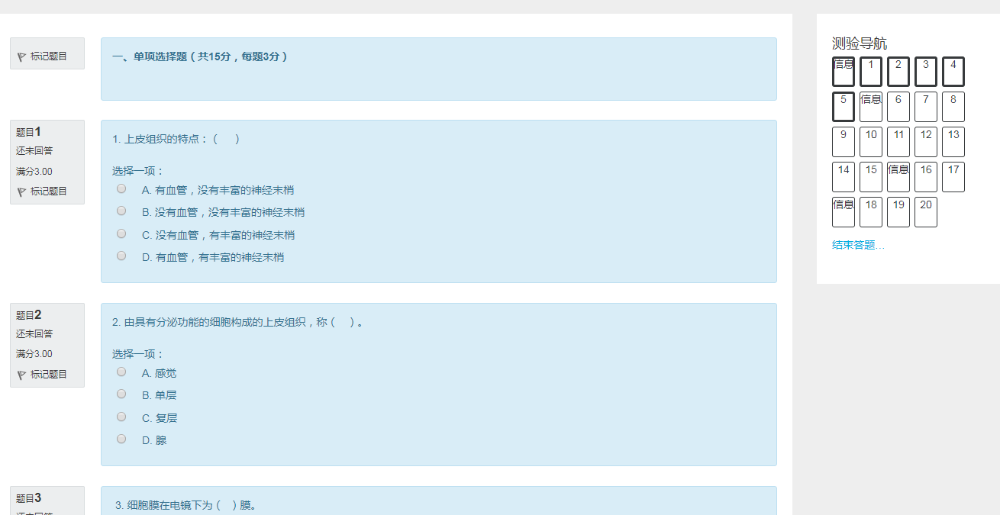 标记题目
一、单项选择题（共15分，每题3分）
题目1
还未回答
满分3.00
标记题目
1. 上皮组织的特点：（ ）
选择一项：
A. 有血管，没有丰富的神经末梢
B. 没有血管，没有丰富的神经末梢
C. 没有血管，有丰富的神经末梢
D. 有血管，有丰富的神经末梢
题目2
还未回答
满分3.00
标记题目
2. 由具有分泌功能的细胞构成的上皮组织，称（ ）。
选择一项：
A. 感觉
B. 单层
C. 复层
D. 腺
题目3
3. 细胞膜在电镜下为（ ）膜。
测验导航
信息 1 2 3 4
5 信息 6 7 8
9 10 11 12 13
14 15 信息 16 17
信息 18 19 20
结束答题...